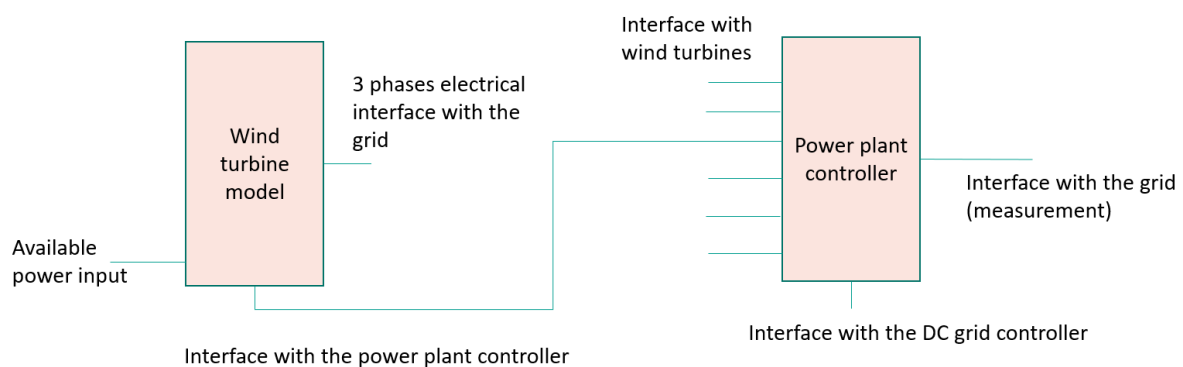 Interface with
wind turbines
3 phases electrical
interface with the
grid
Wind
turbine
model
Power plant
controller
Interface with the grid
(measurement)
Available
power input
Interface with the DC grid controller
Interface with the power plant controller